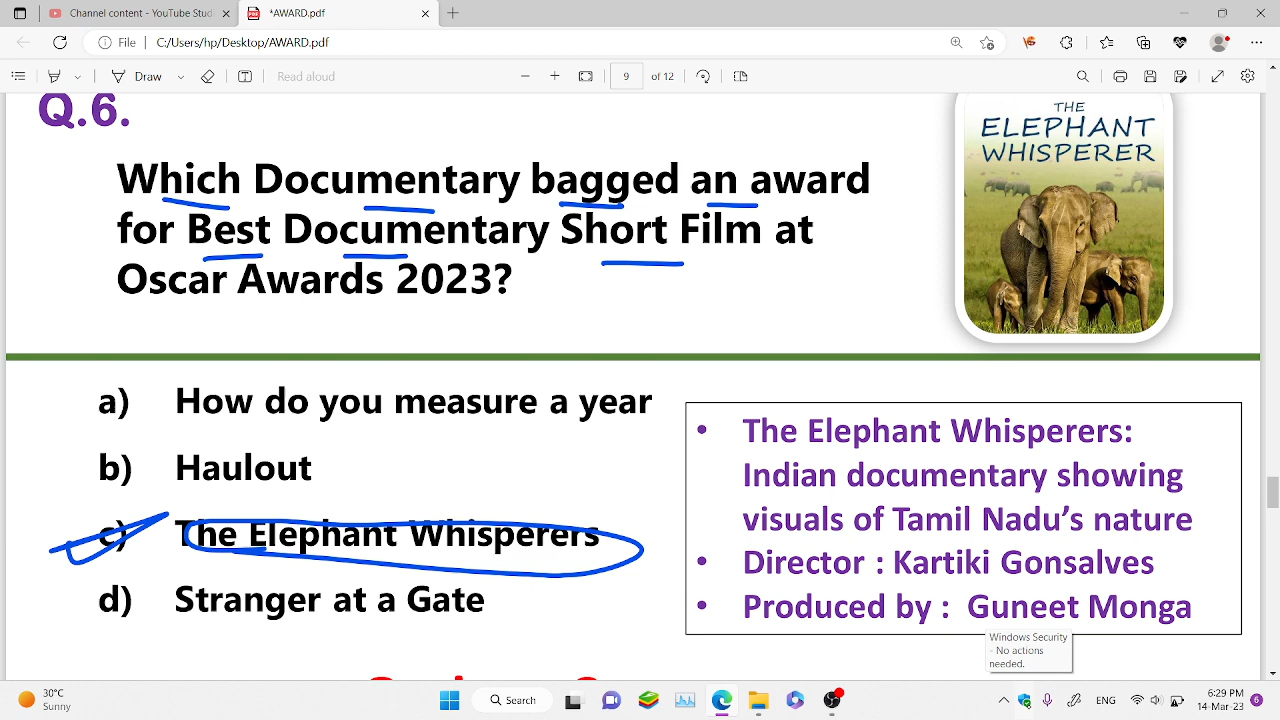 Content details - YouTube Studi
*AWARD.pdf
File
C:/Users/hp/Desktop/AWARD.pdf
Draw
Read aloud
9 of 12
Q.6.
Which Documentary bagged an award
for Best Documentary Short Film at
Oscar Awards 2023?
THE
ELEPHANT
WHISPERER
a) How do you measure a year
b) Haulout
c) The Elephant Whisperers
d) Stranger at a Gate
• The Elephant Whisperers:
Indian documentary showing
visuals of Tamil Nadu's nature
• Director : Kartiki Gonsalves
• Produced by : Guneet Monga
Windows Security
- No actions
needed.
30°C
Sunny
Search
ENG
6:29 PM
14-Mar-23
6